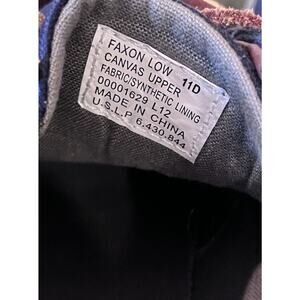 FAXON LOW 11D
CANVAS UPPER
FABRIC/SYNTHETIC LINING
00001629 L12
MADE IN CHINA
U.S.L.P 6,430,844